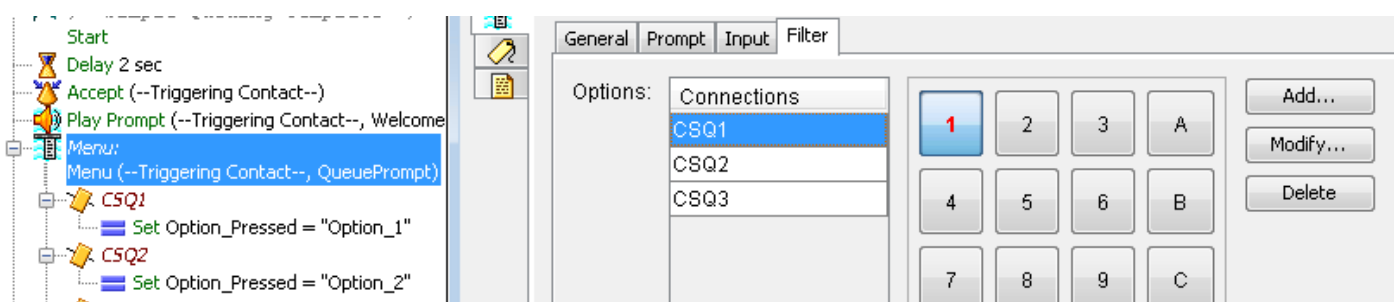 Start
Delay 2 sec
Accept (--Triggering Contact--)
Play Prompt (--Triggering Contact--, Welcome
Menu:
Menu (--Triggering Contact--, QueuePrompt)
CSQ1
Set Option_Pressed = "Option_1"
CSQ2
Set Option_Pressed = "Option_2"
General Prompt Input Filter
Options:
Connections
CSQ1
CSQ2
CSQ3
1 2 3 A
4 5 6 B
7 8 9 C
Add...
Modify...
Delete